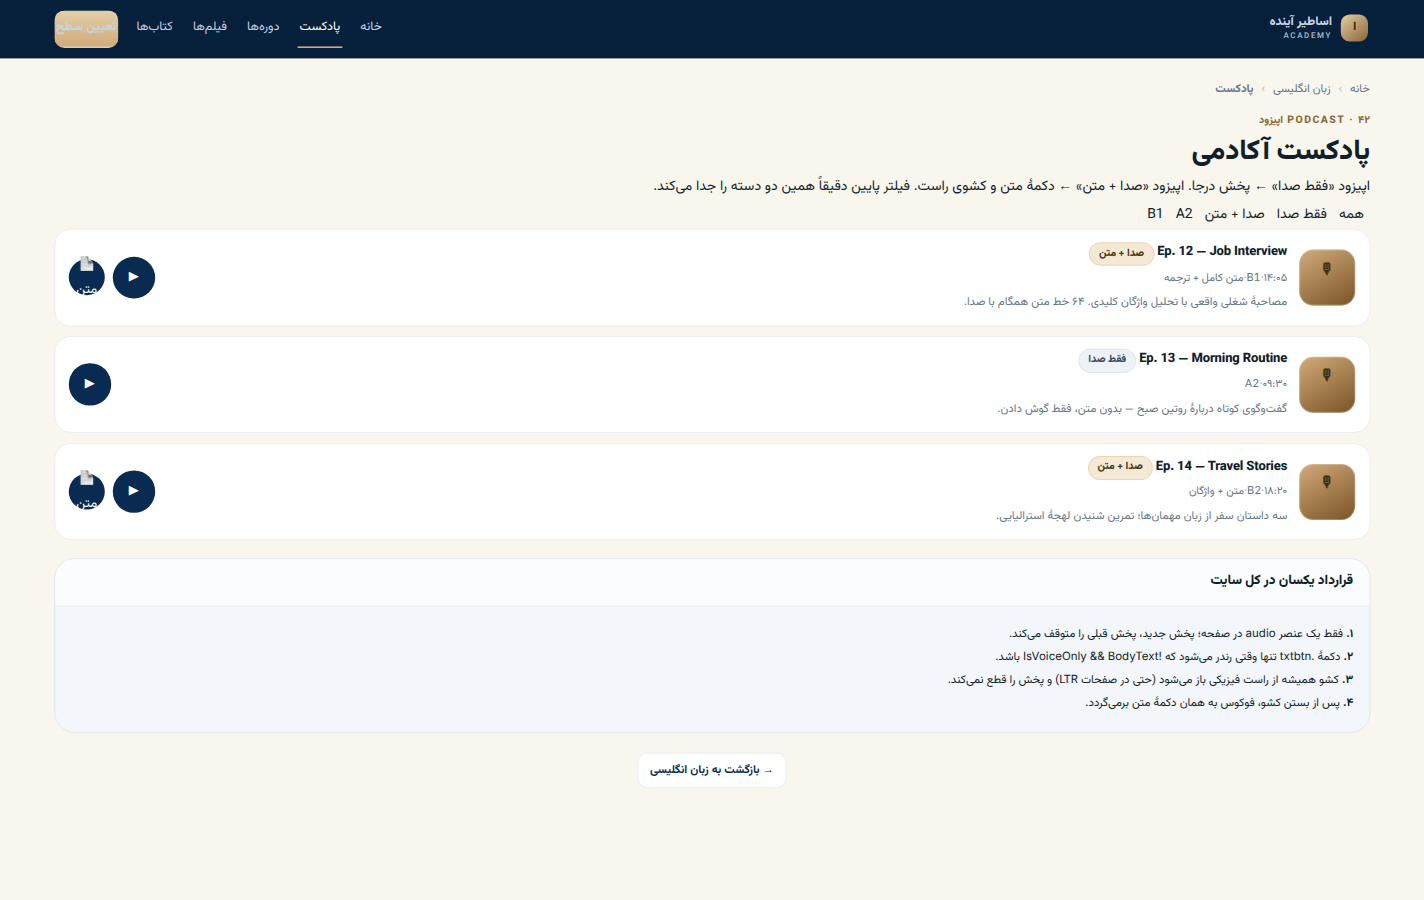 اساطیر آینده
ACADEMY
ا
خانه
پادکست
دوره‌ها
فیلم‌ها
کتاب‌ها
تعیین سطح
خانه › زبان انگلیسی › پادکست
PODCAST · ۴۲ اپیزود
پادکست آکادمی
اپیزود «فقط صدا» ← پخش درجا. اپیزود «صدا + متن» ← دکمهٔ متن و کشوی راست. فیلتر پایین دقیقاً همین دو دسته را جدا می‌کند.
همه فقط صدا صدا + متن A2 B1
Ep. 12 — Job Interview صدا + متن
۱۴:۰۵·B1·متن کامل + ترجمه
مصاحبهٔ شغلی واقعی با تحلیل واژگان کلیدی. ۶۴ خط متن همگام با صدا.
متن
Ep. 13 — Morning Routine فقط صدا
۰۹:۳۰·A2
گفت‌وگوی کوتاه دربارهٔ روتین صبح — بدون متن، فقط گوش دادن.
Ep. 14 — Travel Stories صدا + متن
۱۸:۲۰·B2·متن + واژگان
سه داستان سفر از زبان مهمان‌ها؛ تمرین شنیدن لهجهٔ استرالیایی.
متن
قرارداد یکسان در کل سایت
۱. فقط یک عنصر audio در صفحه؛ پخش جدید، پخش قبلی را متوقف می‌کند.
۲. دکمهٔ .txtbtn تنها وقتی رندر می‌شود که !IsVoiceOnly && BodyText باشد.
۳. کشو همیشه از راست فیزیکی باز می‌شود (حتی در صفحات LTR) و پخش را قطع نمی‌کند.
۴. پس از بستن کشو، فوکوس به همان دکمهٔ متن برمی‌گردد.
→ بازگشت به زبان انگلیسی